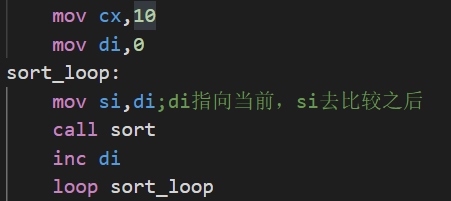 mov cx,10
mov di,0
sort_loop:
mov si,di;di指向当前，si去比较之后
call sort
inc di
loop sort_loop